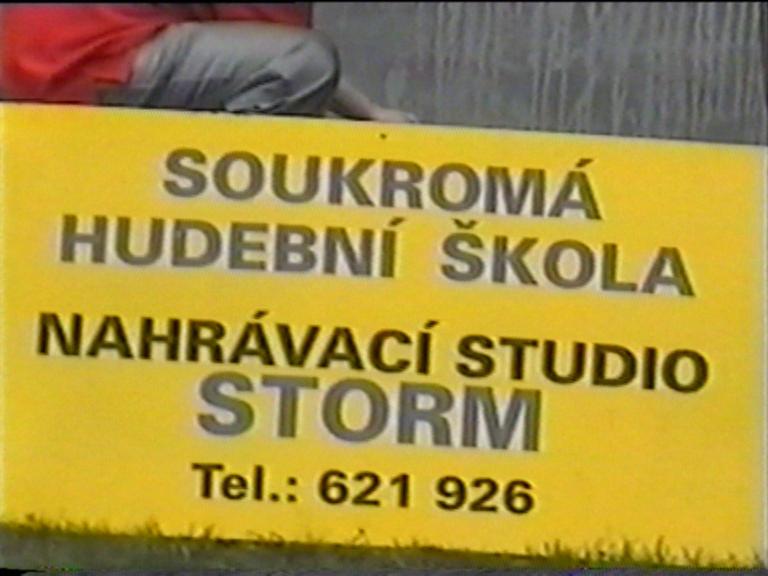 SOUKROMÁ
HUDEBNÍ ŠKOLA
NAHRÁVACÍ STUDIO
STORM
Tel.: 621 926